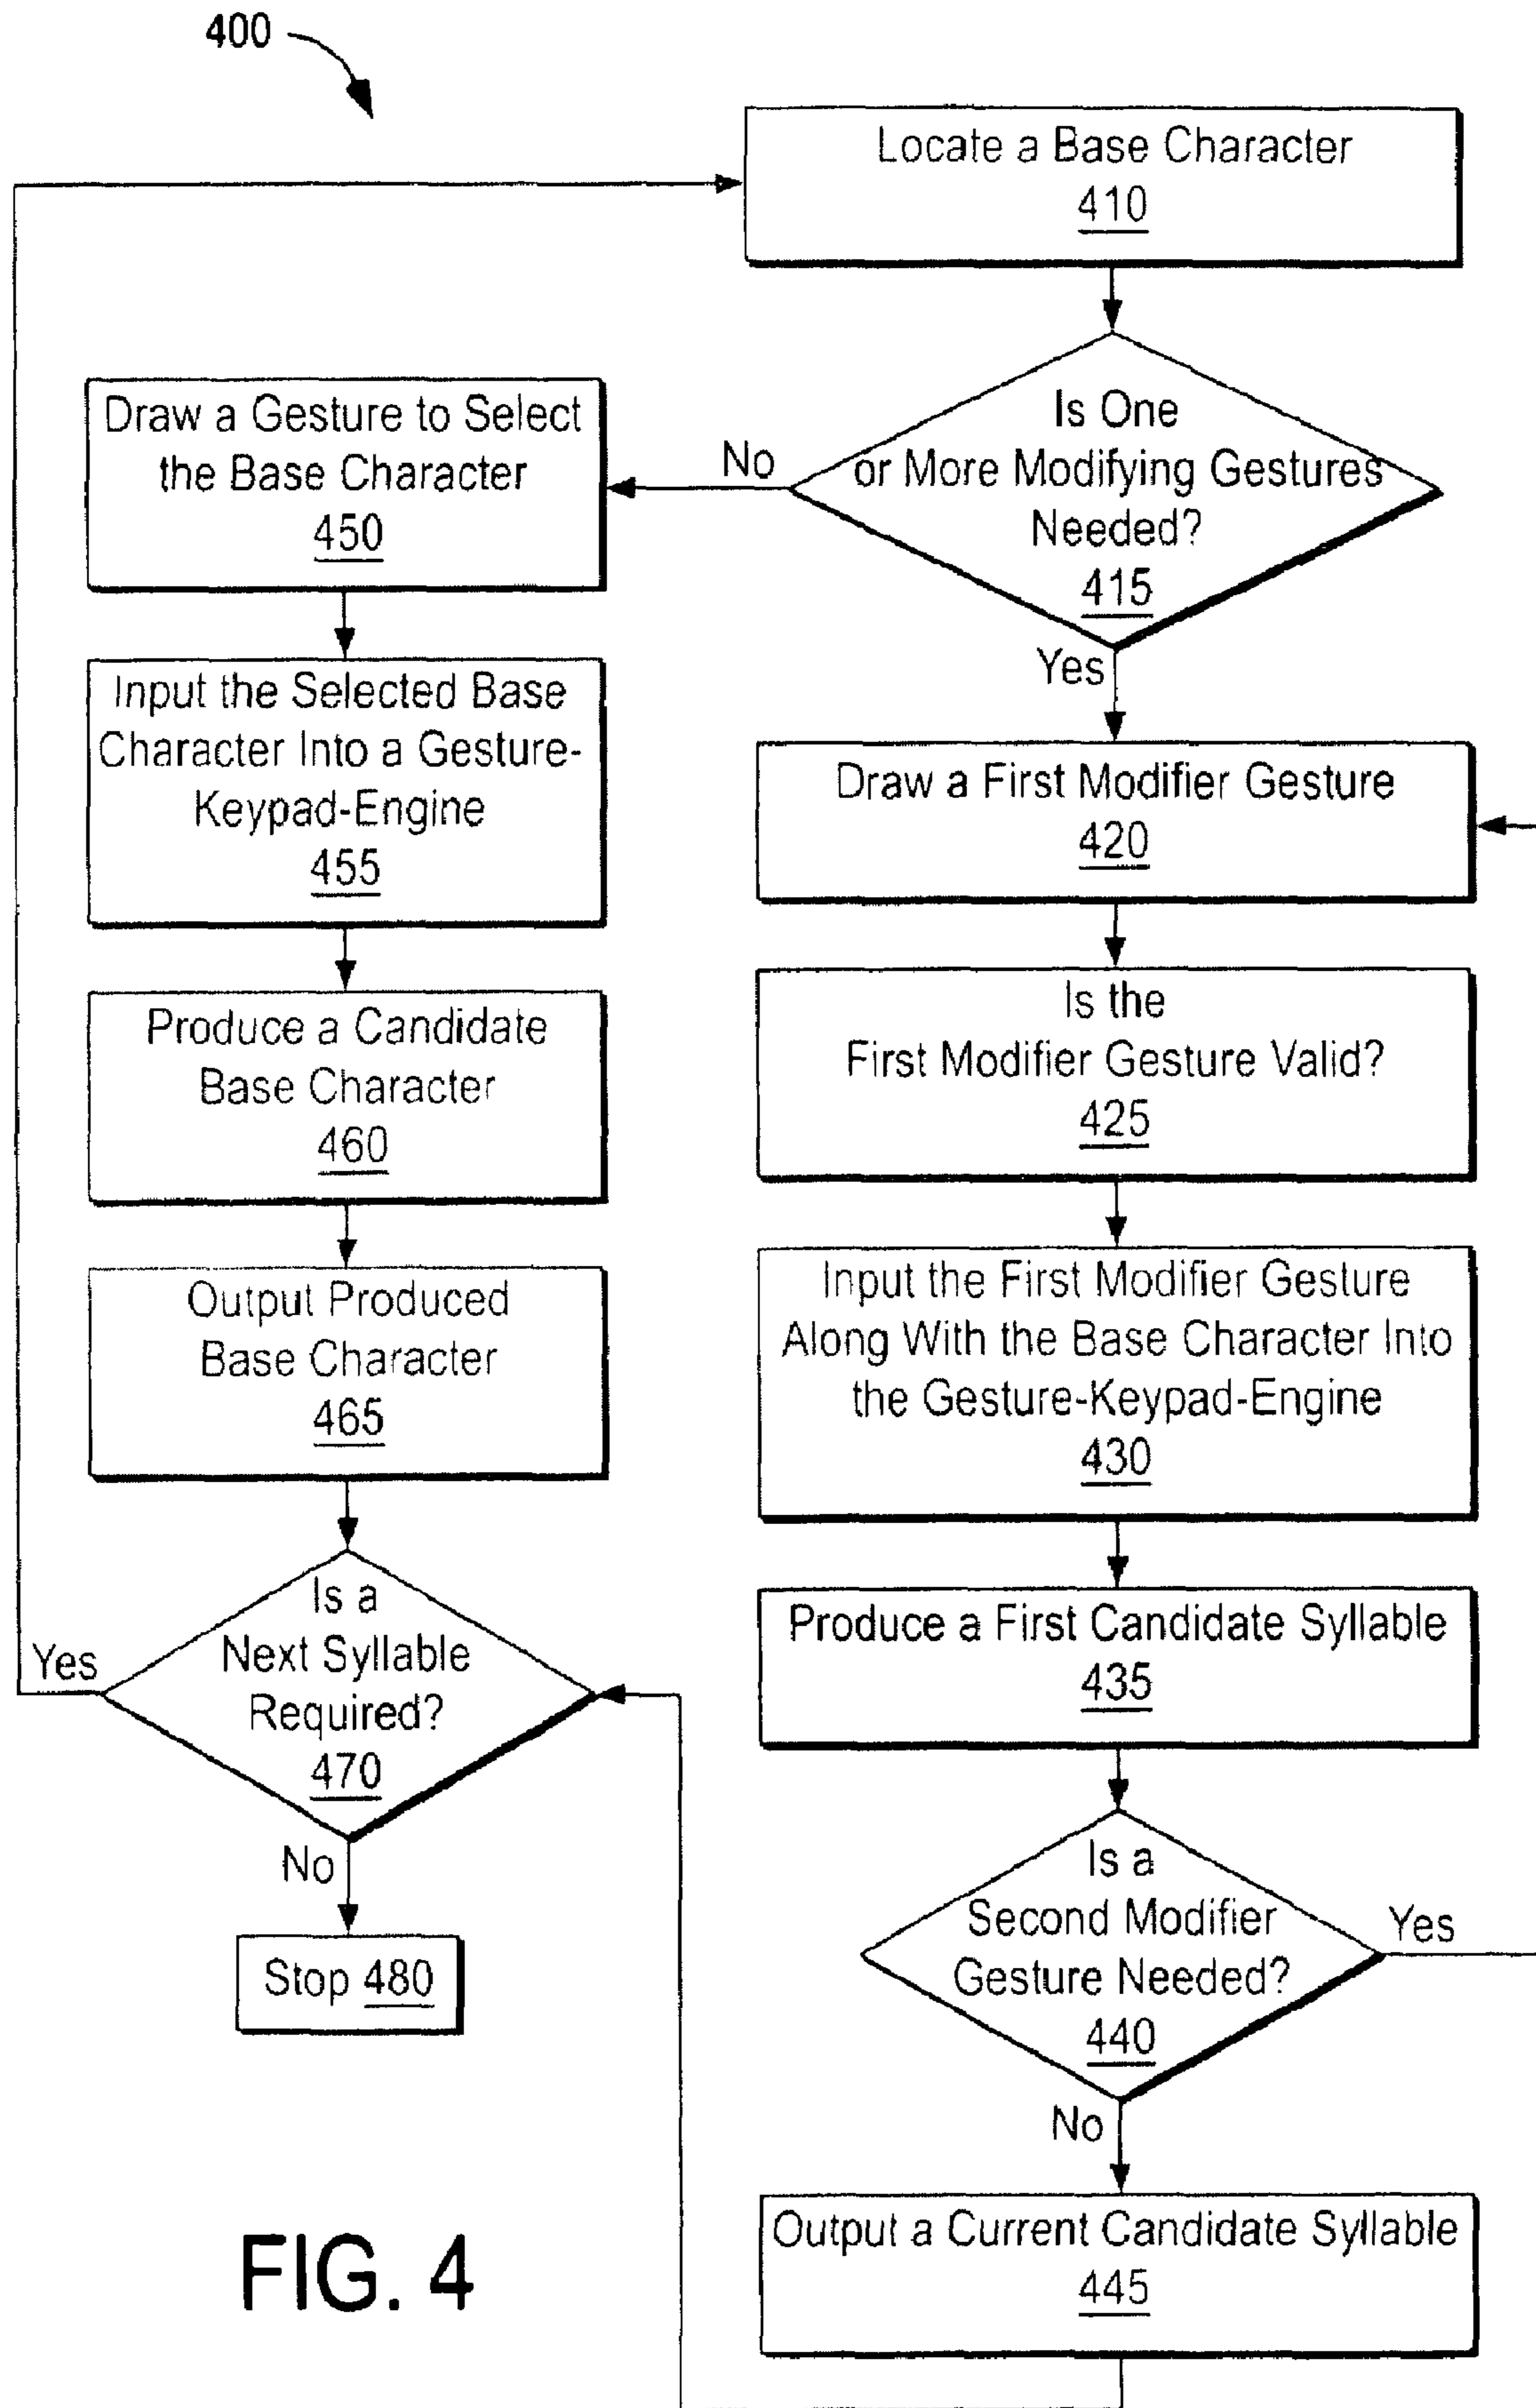 400
Locate a Base Character
410
Is One
or More Modifying Gestures
Needed?
415
No
Yes
Draw a Gesture to Select
the Base Character
450
Input the Selected Base
Character Into a Gesture-
Keypad-Engine
455
Produce a Candidate
Base Character
460
Output Produced
Base Character
465
Is a
Next Syllable
Required?
470
Yes
No
Stop 480
Draw a First Modifier Gesture
420
Is the
First Modifier Gesture Valid?
425
Input the First Modifier Gesture
Along With the Base Character Into
the Gesture-Keypad-Engine
430
Produce a First Candidate Syllable
435
Is a
Second Modifier
Gesture Needed?
440
Yes
No
Output a Current Candidate Syllable
445
FIG. 4